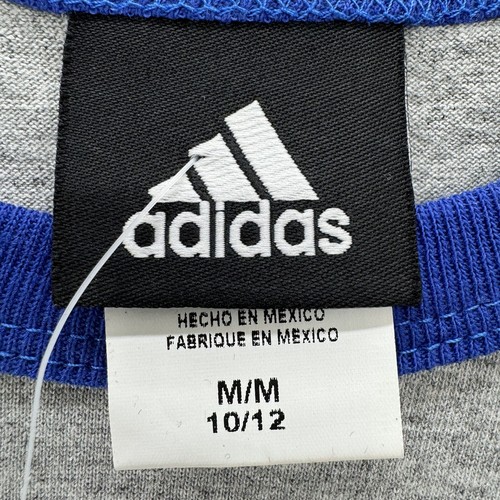 adidas
HECHO EN MEXICO
FABRIQUE EN MEXICO
M/M
10/12